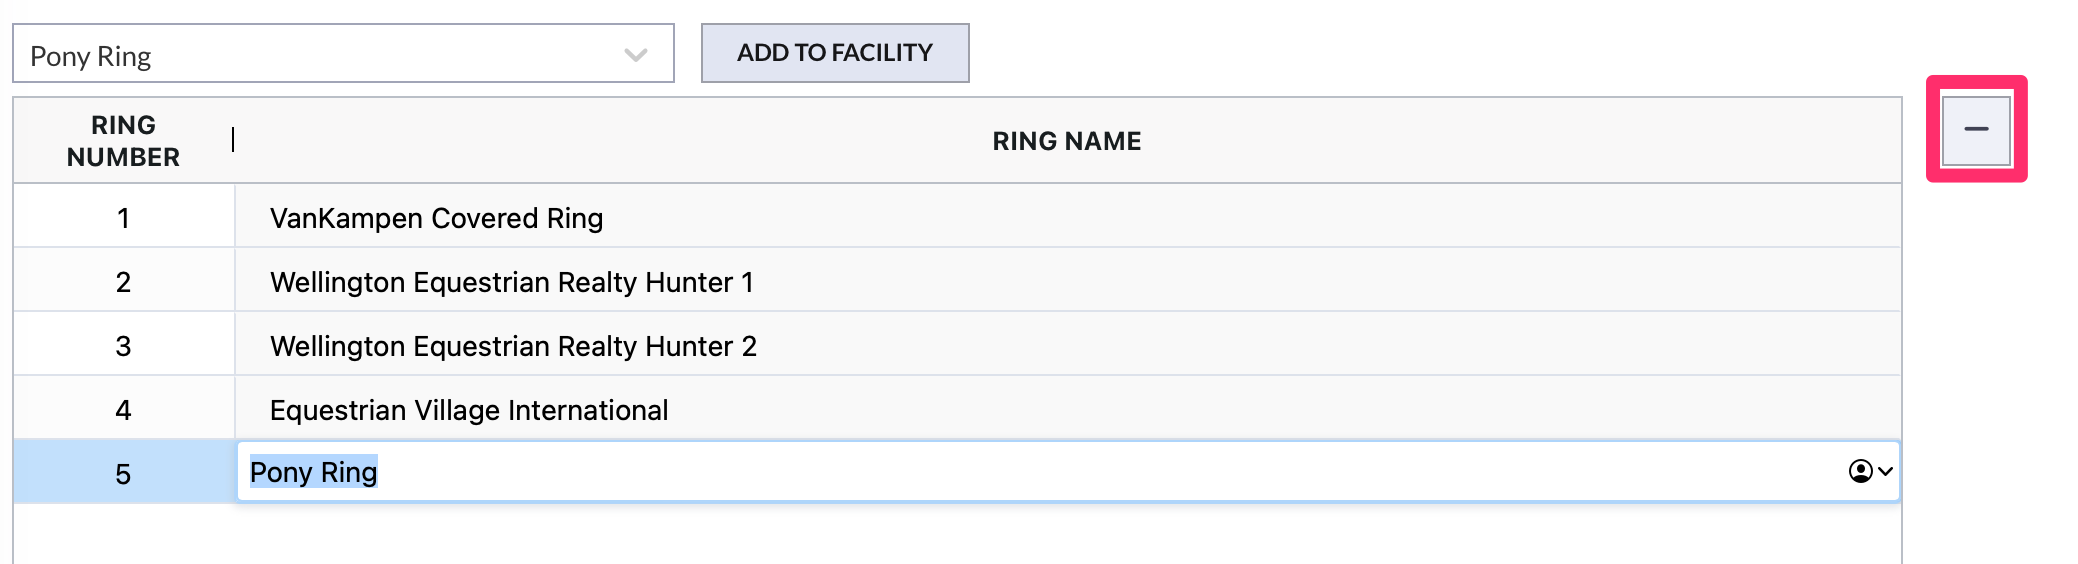 Pony Ring
ADD TO FACILITY
RING NUMBER
RING NAME
1 VanKampen Covered Ring
2 Wellington Equestrian Realty Hunter 1
3 Wellington Equestrian Realty Hunter 2
4 Equestrian Village International
5 Pony Ring